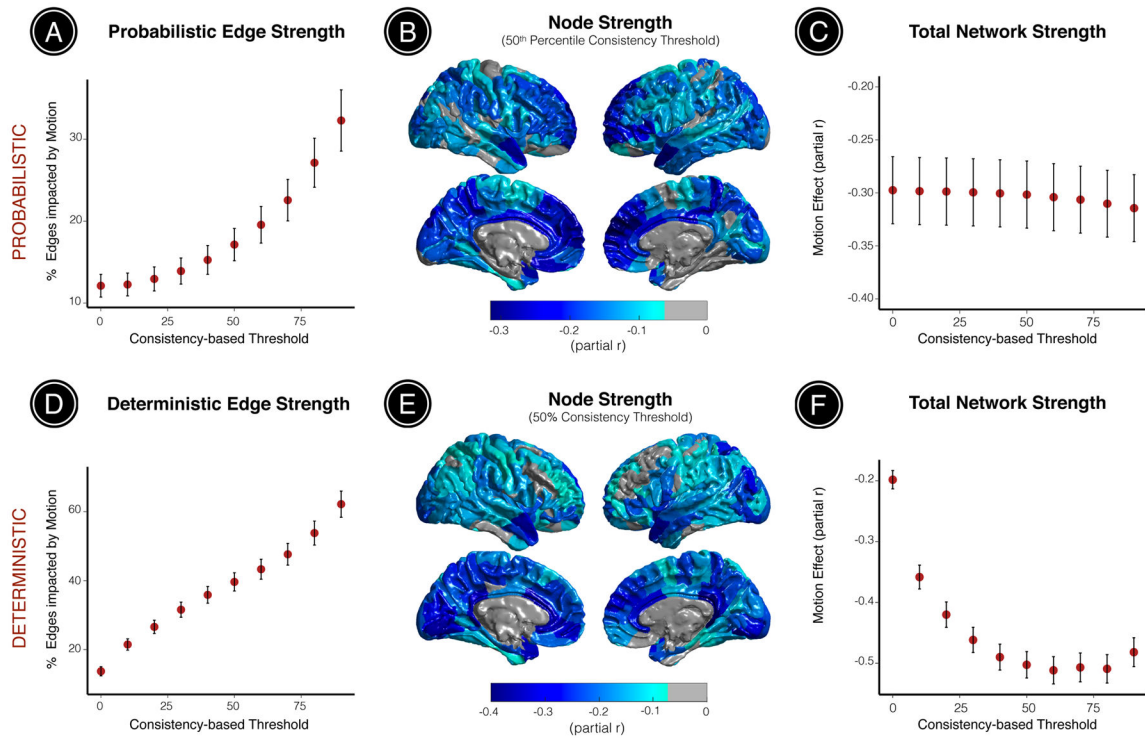 A
Probabilistic Edge Strength
PROBABILISTIC
% Edges impacted by Motion
30
20
10
0
25
50
75
Consistency-based Threshold
B
Node Strength
(50th Percentile Consistency Threshold)
-0.3
-0.2
-0.1
0
(partial r)
C
Total Network Strength
Motion Effect (partial r)
-0.20
-0.25
-0.30
-0.35
-0.40
0
25
50
75
Consistency-based Threshold
D
Deterministic Edge Strength
DETERMINISTIC
% Edges impacted by Motion
60
40
20
0
25
50
75
Consistency-based Threshold
E
Node Strength
(50% Consistency Threshold)
-0.4
-0.3
-0.2
-0.1
0
(partial r)
F
Total Network Strength
Motion Effect (partial r)
-0.2
-0.3
-0.4
-0.5
0
25
50
75
Consistency-based Threshold